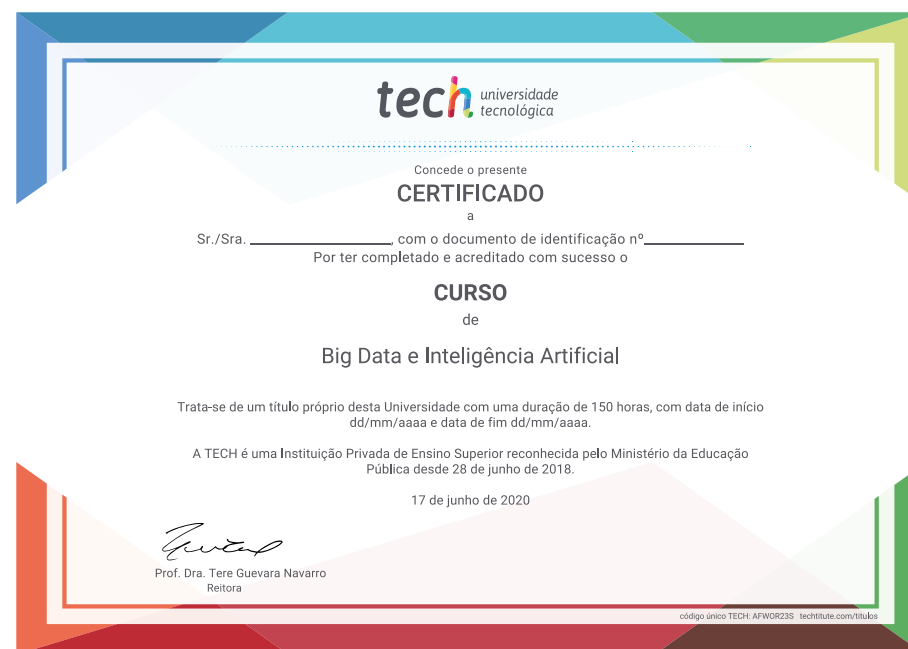 tech universidade
tecnológica
Concede o presente
CERTIFICADO
a
Sr./Sra. ____________________, com o documento de identificação nº______________
Por ter completado e acreditado com sucesso o
CURSO
de
Big Data e Inteligência Artificial
Trata-se de um título próprio desta Universidade com uma duração de 150 horas, com data de início
dd/mm/aaaa e data de fim dd/mm/aaaa.
A TECH é uma Instituição Privada de Ensino Superior reconhecida pelo Ministério da Educação
Pública desde 28 de junho de 2018.
17 de junho de 2020
Prof. Dra. Tere Guevara Navarro
Reitora
código único TECH: AFWOR23S techtitute.com/titulos